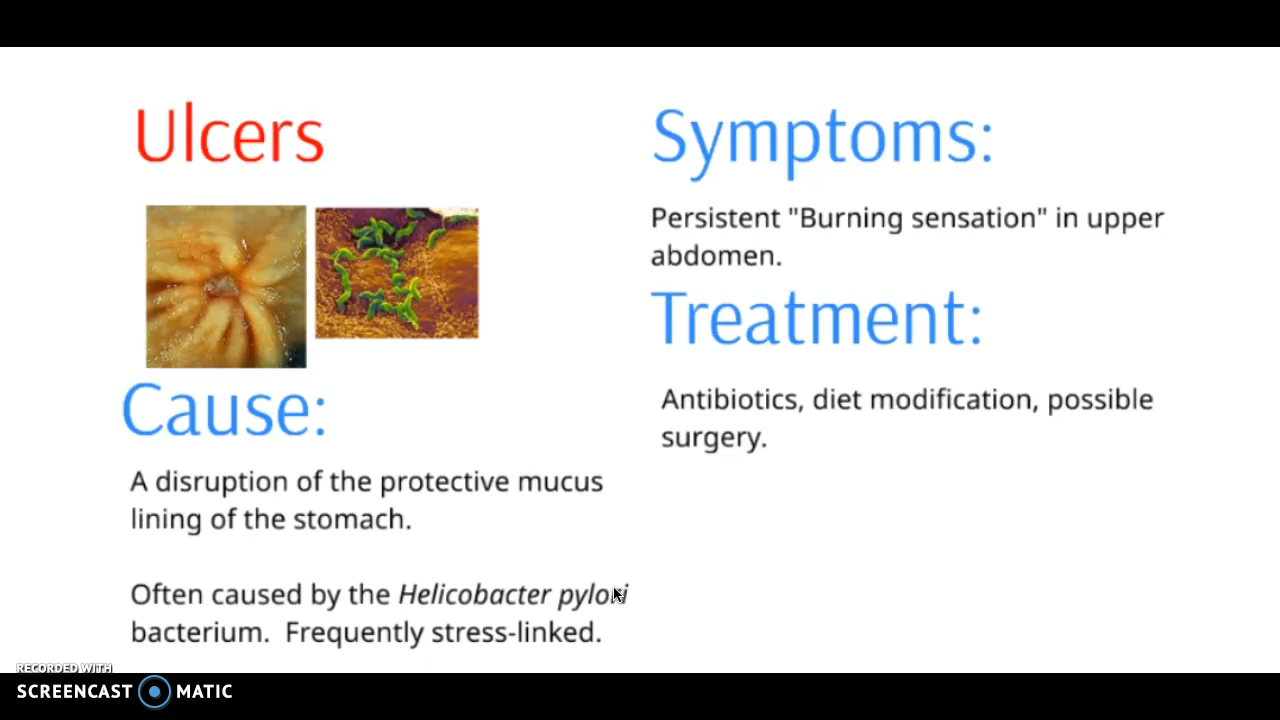 Ulcers
Cause:
A disruption of the protective mucus
lining of the stomach.
Often caused by the Helicobacter pylori
bacterium. Frequently stress-linked.
Symptoms:
Persistent "Burning sensation" in upper
abdomen.
Treatment:
Antibiotics, diet modification, possible
surgery.
RECORDED WITH
SCREENCAST MATIC